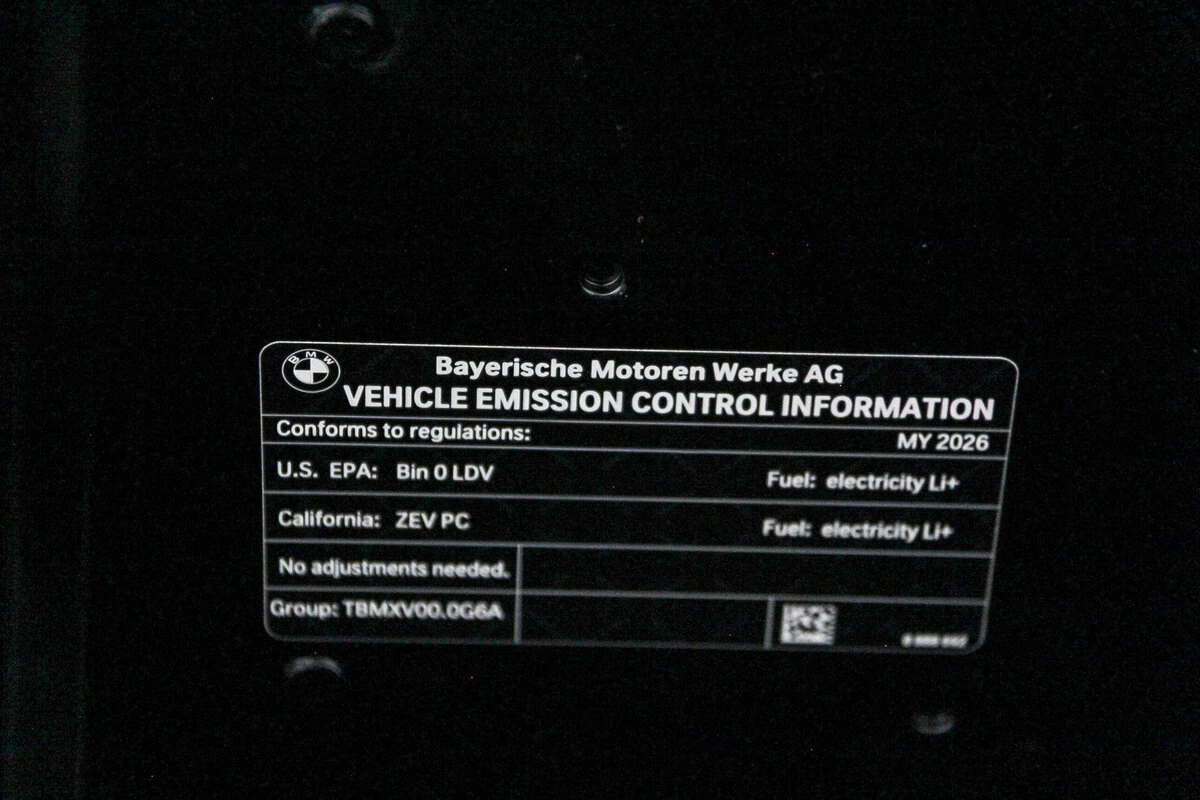 BMW
Bayerische Motoren Werke AG
VEHICLE EMISSION CONTROL INFORMATION
Conforms to regulations: MY 2026
U.S. EPA: Bin 0 LDV Fuel: electricity Li+
California: ZEV PC Fuel: electricity Li+
No adjustments needed.
Group: TBMXV00.0G6A